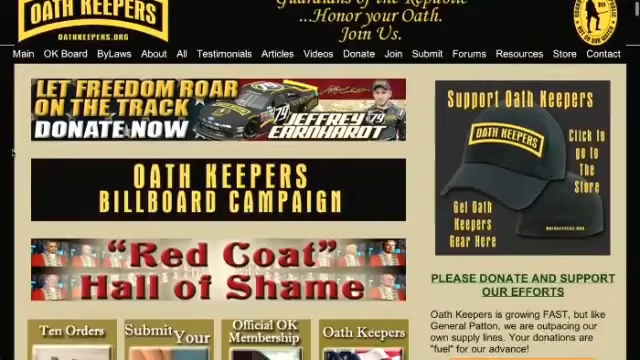 OATH KEEPERS
OATHKEEPERS.ORG
Guardians of the Republic
...Honor your Oath.
Join Us.
Main OK Board ByLaws About All Testimonials Articles Videos Donate Join Submit Forums Resources Store Contact
LET FREEDOM ROAR
ON THE TRACK
DONATE NOW
79
JEFFREY
EARNHARDT
79
Support Oath Keepers
OATH KEEPERS
Click to
go to
The
Store
Get Oath
Keepers
Gear Here
OATH KEEPERS
BILLBOARD CAMPAIGN
"Red Coat"
Hall of Shame
PLEASE DONATE AND SUPPORT
OUR EFFORTS
Oath Keepers is growing FAST, but like
General Patton, we are outpacing our
own supply lines. Your donations are
"fuel" for our advance!
Ten Orders
Submit Your
Official OK
Membership
Oath Keepers